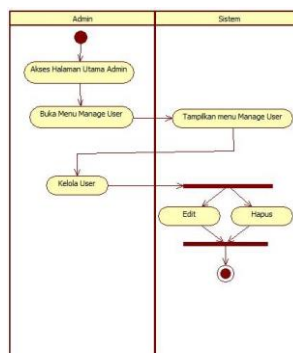 Admin
Sistem
Akses Halaman Utama Admin
Buka Menu Manage User
Tampilkan menu Manage User
Kelola User
Edit
Hapus